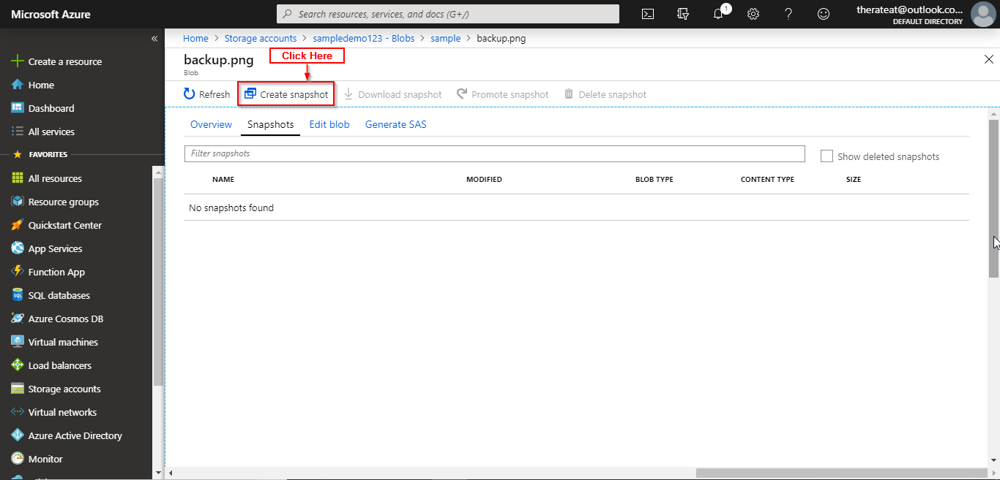 Microsoft Azure
Search resources, services, and docs (G+/)
1
therateat@outlook.co...
DEFAULT DIRECTORY
«
Create a resource
Home
Dashboard
All services
FAVORITES
All resources
Resource groups
Quickstart Center
App Services
Function App
SQL databases
Azure Cosmos DB
Virtual machines
Load balancers
Storage accounts
Virtual networks
Azure Active Directory
Monitor
Home > Storage accounts > sampledemo123 - Blobs > sample > backup.png
backup.png
Blob
Click Here
Refresh Create snapshot Download snapshot Promote snapshot Delete snapshot
Overview Snapshots Edit blob Generate SAS
Filter snapshots Show deleted snapshots
NAME MODIFIED BLOB TYPE CONTENT TYPE SIZE
No snapshots found